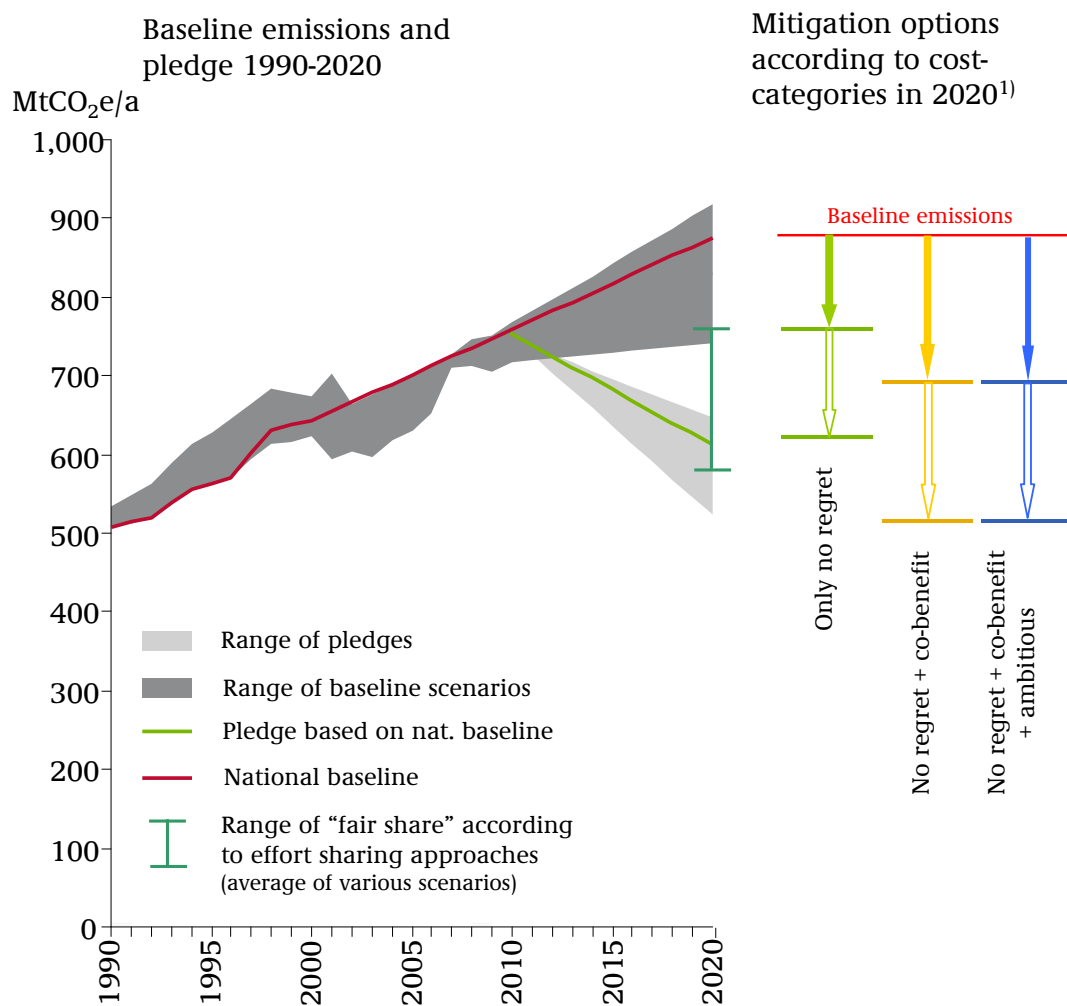 Baseline emissions and
pledge 1990-2020
Mitigation options
according to cost-
categories in 2020¹⁾
MtCO₂e/a
1,000
900
800
700
600
500
400
300
200
100
0
1990
1995
2000
2005
2010
2015
2020
Range of pledges
Range of baseline scenarios
Pledge based on nat. baseline
National baseline
Range of “fair share” according
to effort sharing approaches
(average of various scenarios)
Baseline emissions
Only no regret
No regret + co-benefit
No regret + co-benefit
+ ambitious